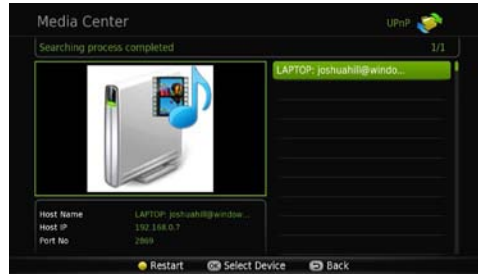 Media Center
UPnP
Searching process completed
1/1
LAPTOP: joshuahill@windo...
Host Name LAPTOP: joshuahill@window...
Host IP 192.168.0.7
Port No 2869
Restart OK Select Device Back